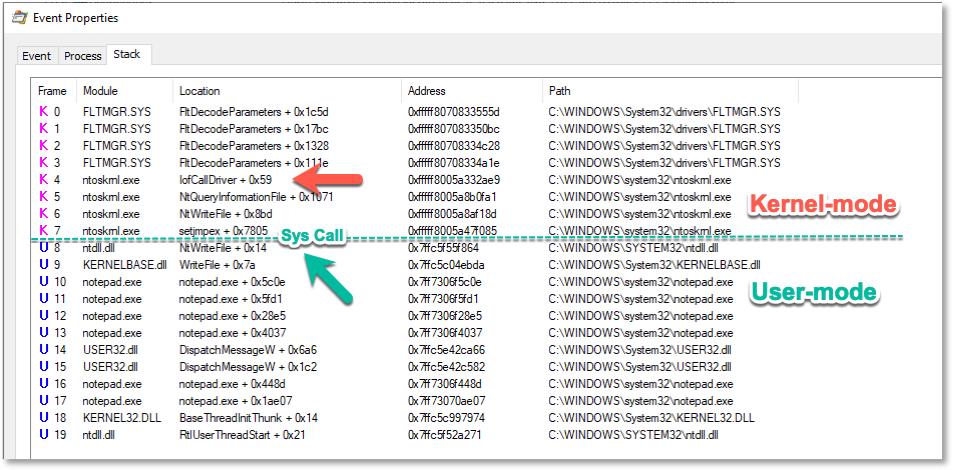 Event Properties
Event Process Stack
Frame Module Location Address Path
K 0 FLTMGR.SYS FltDecodeParameters + 0x1c5d 0xfffff8070833555d C:\WINDOWS\System32\drivers\FLTMGR.SYS
K 1 FLTMGR.SYS FltDecodeParameters + 0x17bc 0xfffff807083350bc C:\WINDOWS\System32\drivers\FLTMGR.SYS
K 2 FLTMGR.SYS FltDecodeParameters + 0x1328 0xfffff80708334c28 C:\WINDOWS\System32\drivers\FLTMGR.SYS
K 3 FLTMGR.SYS FltDecodeParameters + 0x111e 0xfffff80708334a1e C:\WINDOWS\System32\drivers\FLTMGR.SYS
K 4 ntoskrnl.exe IofCallDriver + 0x59 0xfffff8005a332ae9 C:\WINDOWS\system32\ntoskrnl.exe
K 5 ntoskrnl.exe NtQueryInformationFile + 0x1071 0xfffff8005a8b0fa1 C:\WINDOWS\system32\ntoskrnl.exe
K 6 ntoskrnl.exe NtWriteFile + 0x8bd 0xfffff8005a8af18d C:\WINDOWS\system32\ntoskrnl.exe
Kernel-mode
K 7 ntoskrnl.exe setjmpex + 0x7805 0xfffff8005a47f085 C:\WINDOWS\system32\ntoskrnl.exe
Sys Call
U 8 ntdll.dll NtWriteFile + 0x14 0x7ffc5f55f864 C:\WINDOWS\SYSTEM32\ntdll.dll
U 9 KERNELBASE.dll WriteFile + 0x7a 0x7ffc5c04ebda C:\WINDOWS\System32\KERNELBASE.dll
U 10 notepad.exe notepad.exe + 0x5c0e 0x7ff7306f5c0e C:\WINDOWS\system32\notepad.exe
User-mode
U 11 notepad.exe notepad.exe + 0x5fd1 0x7ff7306f5fd1 C:\WINDOWS\system32\notepad.exe
U 12 notepad.exe notepad.exe + 0x28e5 0x7ff7306f28e5 C:\WINDOWS\system32\notepad.exe
U 13 notepad.exe notepad.exe + 0x4037 0x7ff7306f4037 C:\WINDOWS\system32\notepad.exe
U 14 USER32.dll DispatchMessageW + 0x6a6 0x7ffc5e42ca66 C:\WINDOWS\System32\USER32.dll
U 15 USER32.dll DispatchMessageW + 0x1c2 0x7ffc5e42c582 C:\WINDOWS\System32\USER32.dll
U 16 notepad.exe notepad.exe + 0x448d 0x7ff7306f448d C:\WINDOWS\system32\notepad.exe
U 17 notepad.exe notepad.exe + 0x1ae07 0x7ff73070ae07 C:\WINDOWS\system32\notepad.exe
U 18 KERNEL32.DLL BaseThreadInitThunk + 0x14 0x7ffc5c997974 C:\WINDOWS\System32\KERNEL32.DLL
U 19 ntdll.dll RtlUserThreadStart + 0x21 0x7ffc5f52a271 C:\WINDOWS\SYSTEM32\ntdll.dll